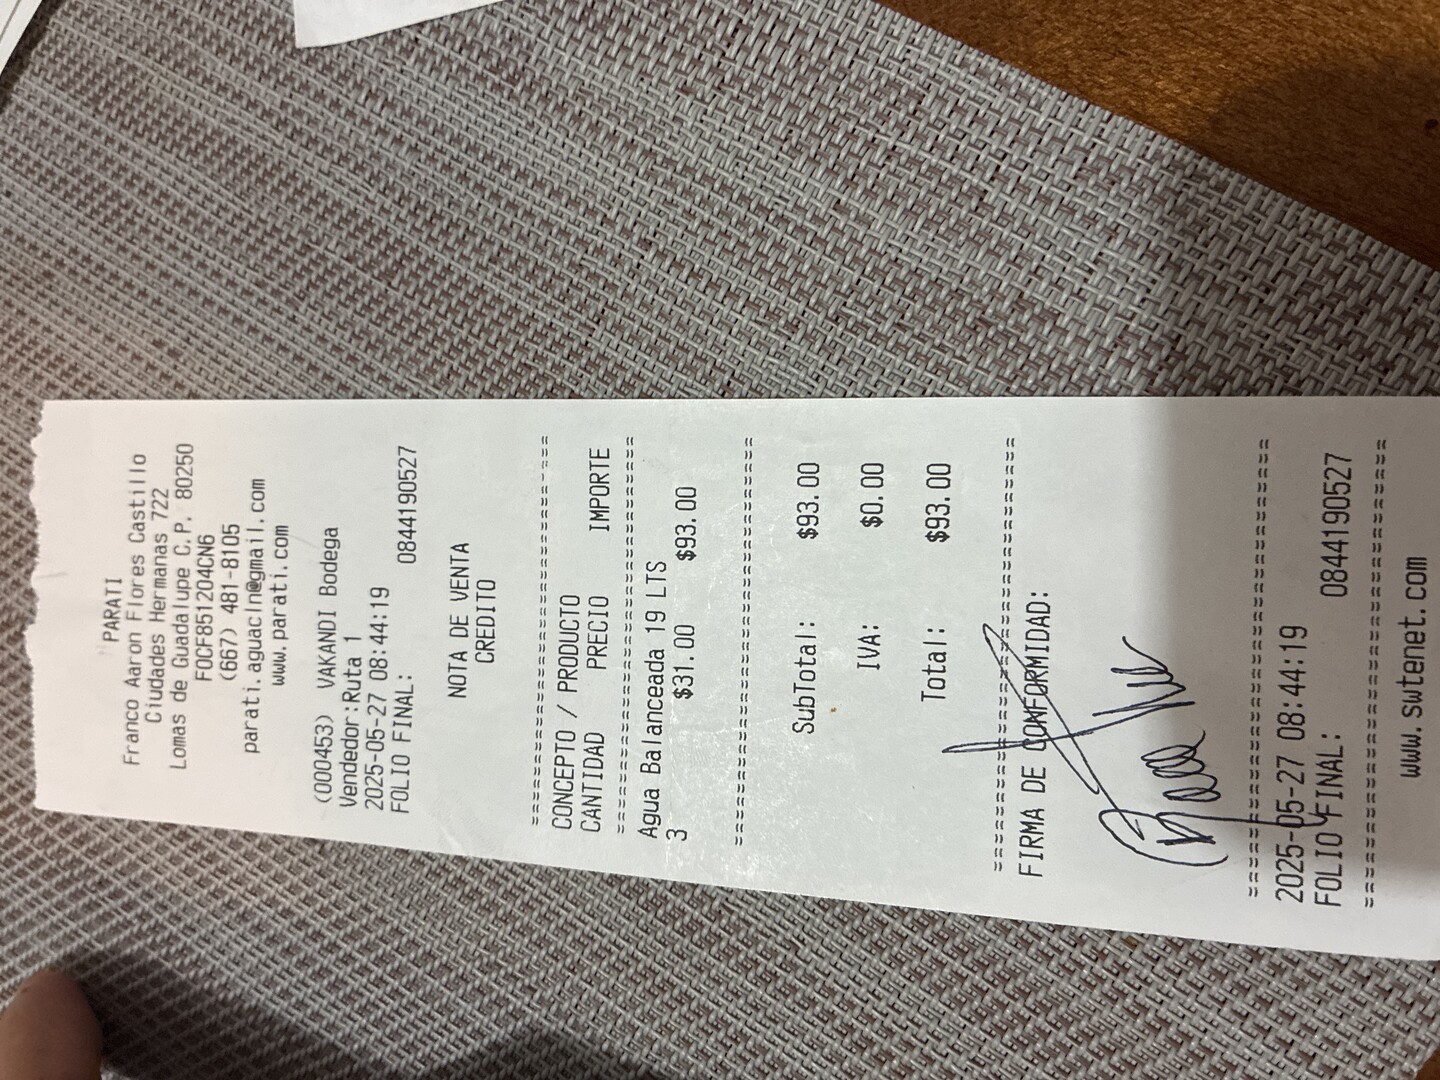 PARATI
Franco Aaron Flores Castillo
Ciudades Hermanas 722
Lomas de Guadalupe C.P. 80250
FOCF851204CN6
(667) 481-8105
parati.aguacln@gmail.com
www.parati.com
(000453) VAKANDI Bodega
Vendedor:Ruta 1
2025-05-27 08:44:19
FOLIO FINAL: 0844190527
NOTA DE VENTA
CREDITO
==============================
CONCEPTO / PRODUCTO
CANTIDAD PRECIO IMPORTE
==============================
Agua Balanceada 19 LTS
3 $31.00 $93.00
==============================
SubTotal: $93.00
IVA: $0.00
Total: $93.00
==============================
FIRMA DE CONFORMIDAD:
==============================
2025-05-27 08:44:19
FOLIO FINAL: 0844190527
==============================
www.swtenet.com